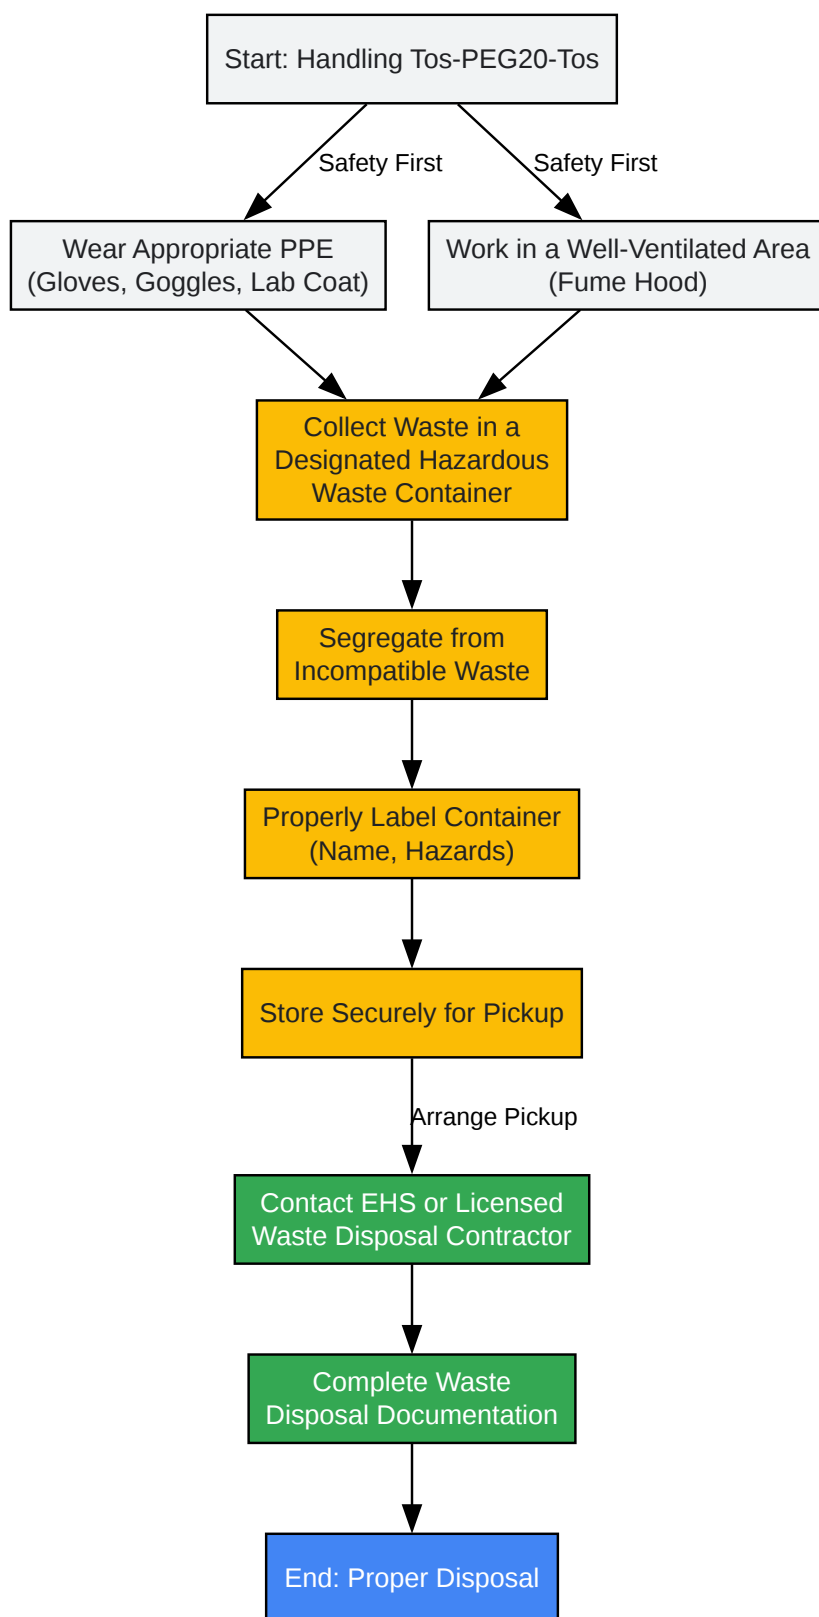 Start: Handling Tos-PEG20-Tos
Safety First
Safety First
Wear Appropriate PPE
(Gloves, Goggles, Lab Coat)
Work in a Well-Ventilated Area
(Fume Hood)
Collect Waste in a
Designated Hazardous
Waste Container
Segregate from
Incompatible Waste
Properly Label Container
(Name, Hazards)
Store Securely for Pickup
Arrange Pickup
Contact EHS or Licensed
Waste Disposal Contractor
Complete Waste
Disposal Documentation
End: Proper Disposal